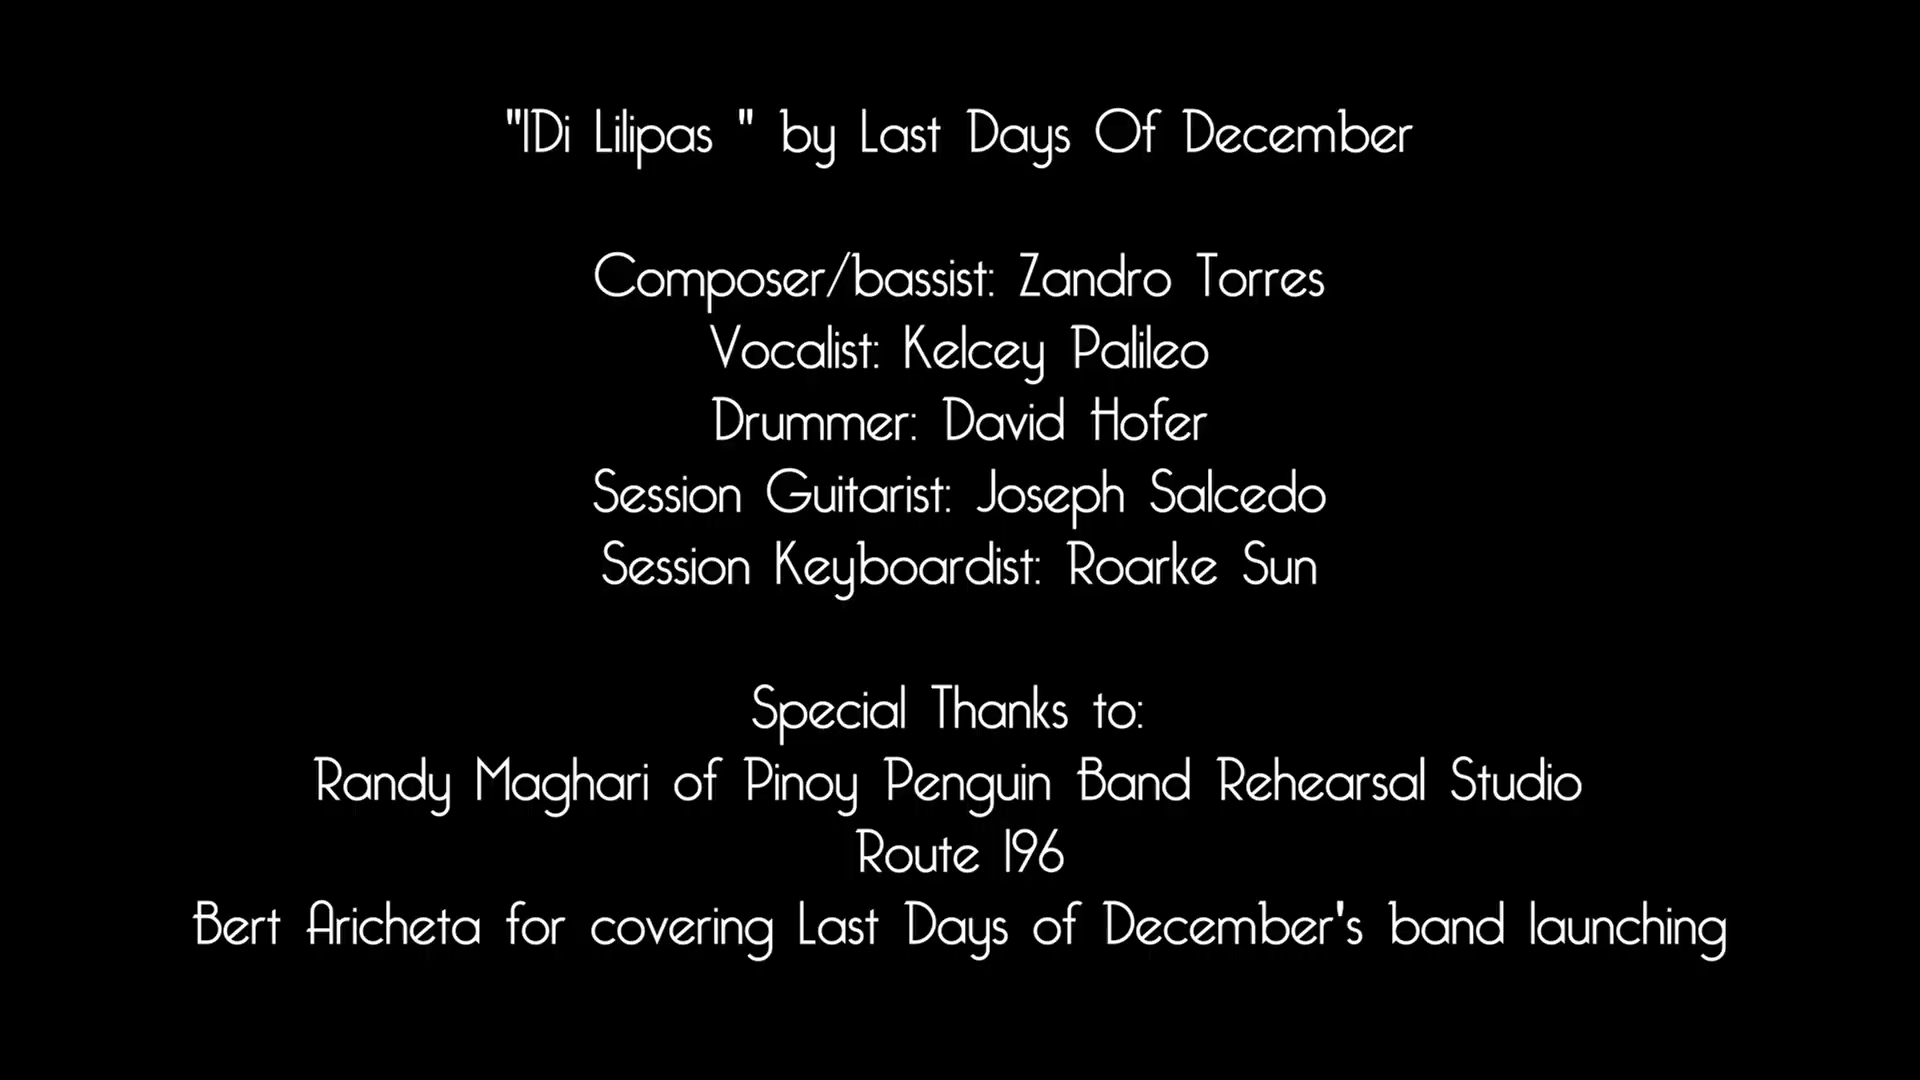 "IDi Lilipas " by Last Days Of December
Composer/bassist: Zandro Torres
Vocalist: Kelcey Palileo
Drummer: David Hofer
Session Guitarist: Joseph Salcedo
Session Keyboardist: Roarke Sun
Special Thanks to:
Randy Maghari of Pinoy Penguin Band Rehearsal Studio
Route 196
Bert Aricheta for covering Last Days of December's band launching